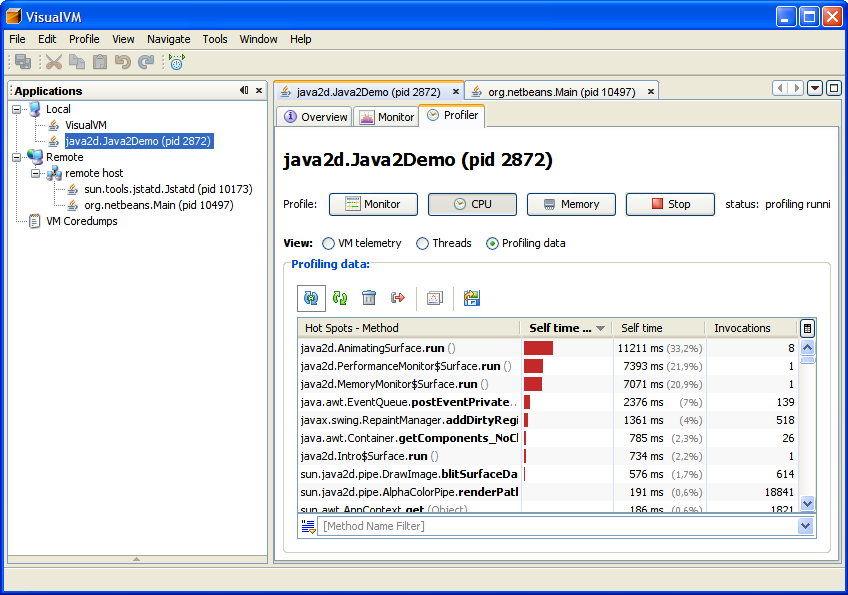 VisualVM
File Edit Profile View Navigate Tools Window Help
Applications
Local
VisualVM
java2d.Java2Demo (pid 2872)
Remote
remote host
sun.tools.jstatd.Jstatd (pid 10173)
org.netbeans.Main (pid 10497)
VM Coredumps
java2d.Java2Demo (pid 2872) org.netbeans.Main (pid 10497)
Overview Monitor Profiler
java2d.Java2Demo (pid 2872)
Profile: Monitor CPU Memory Stop status: profiling runni
View: VM telemetry Threads Profiling data
Profiling data:
Hot Spots - Method Self time ... Self time Invocations
java2d.AnimatingSurface.run () 11211 ms (33,2%) 8
java2d.PerformanceMonitor$Surface.run () 7393 ms (21,9%) 1
java2d.MemoryMonitor$Surface.run () 7071 ms (20,9%) 1
java.awt.EventQueue.postEventPrivate... 2376 ms (7%) 139
javax.swing.RepaintManager.addDirtyRegi 1361 ms (4%) 518
java.awt.Container.getComponents_NoCl 785 ms (2,3%) 26
java2d.Intro$Surface.run () 734 ms (2,2%) 1
sun.java2d.pipe.DrawImage.blitSurfaceDa 576 ms (1,7%) 614
sun.java2d.pipe.AlphaColorPipe.renderPatl 191 ms (0,6%) 18841
sun.awt.AppContext.get (Object) 186 ms (0,6%) 1821
[Method Name Filter]